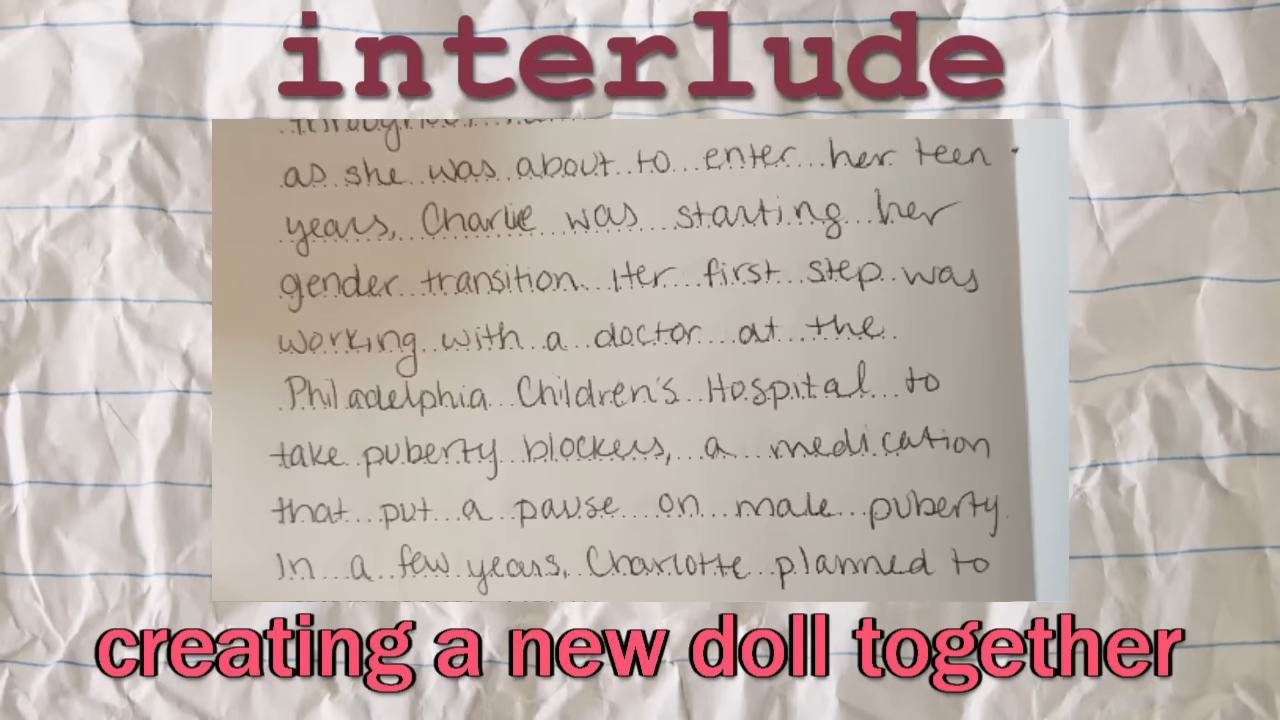 interlude
as she was about to enter her teen
years, Charlie was starting her
gender transition. Her first step was
working with a doctor at the
Philadelphia Children's Hospital to
take puberty blockers, a medication
that put a pause on male puberty.
In a few years, Charlotte planned to
creating a new doll together